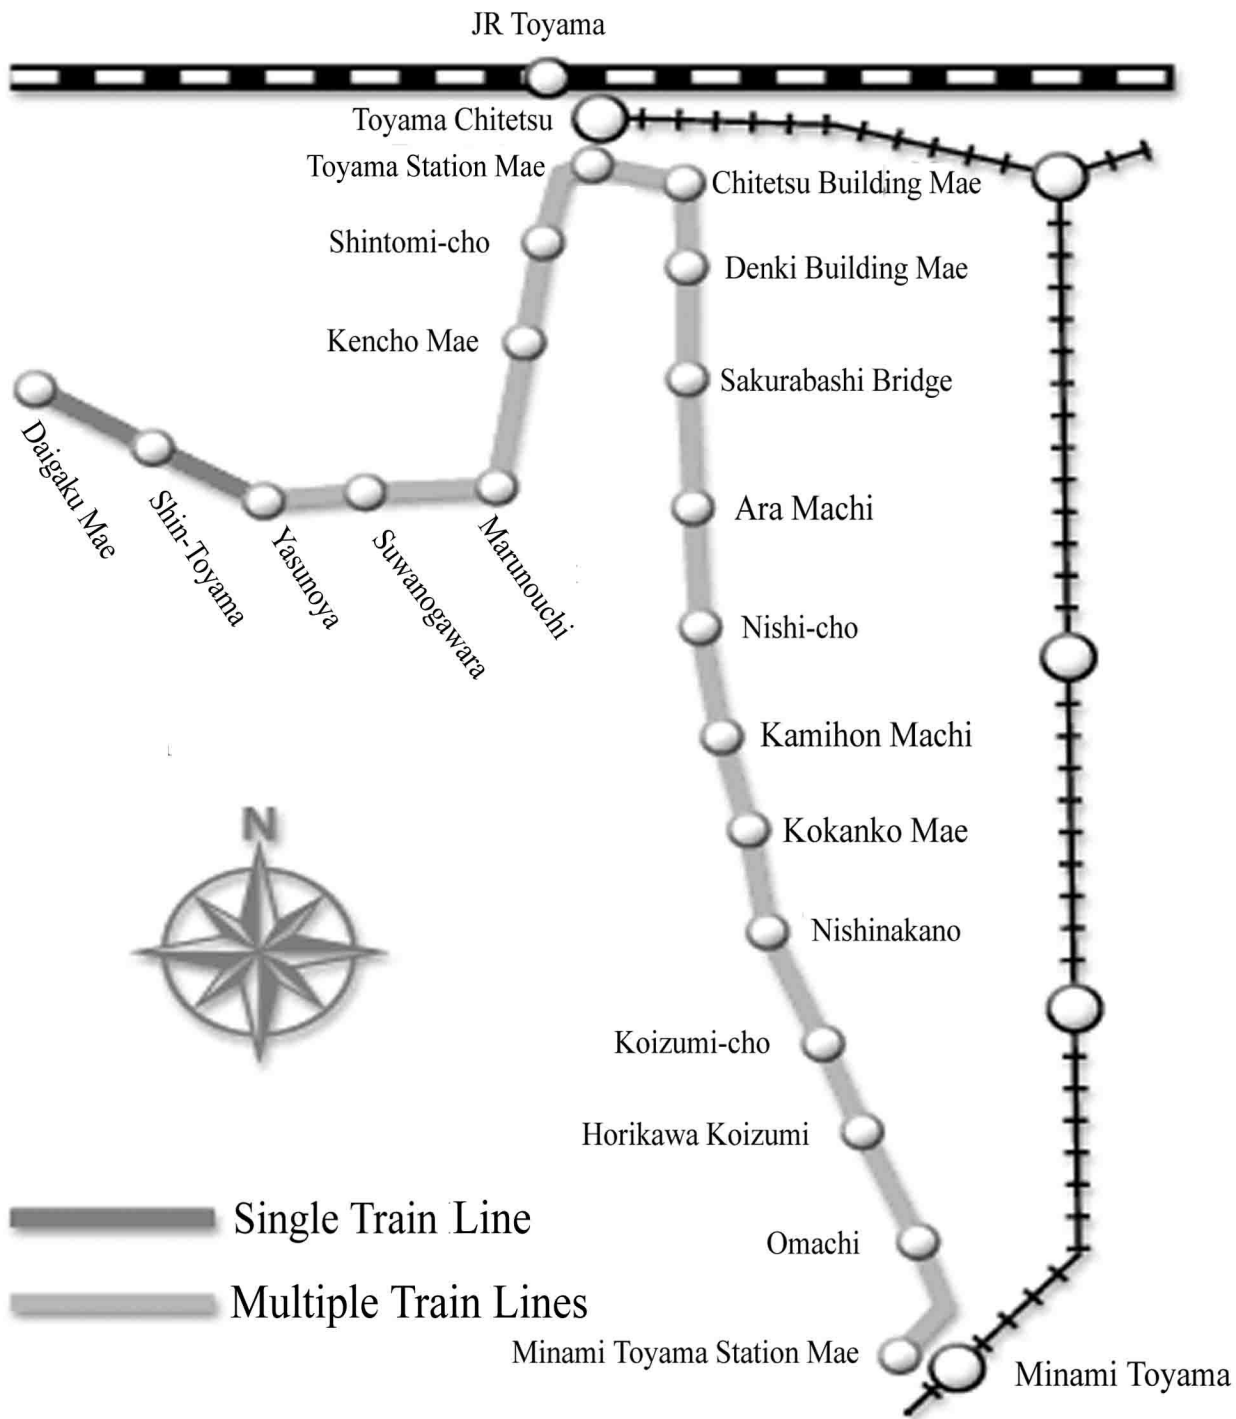 JR Toyama
Toyama Chitetsu
Toyama Station Mae
Chitetsu Building Mae
Shintomi-cho
Denki Building Mae
Kencho Mae
Sakurabashi Bridge
Daigaku Mae
Shin-Toyama
Yasunoya
Suwanogawara
Marunouchi
Ara Machi
Nishi-cho
Kamihon Machi
Kokanko Mae
N
Nishinakano
Koizumi-cho
Horikawa Koizumi
Single Train Line
Omachi
Multiple Train Lines
Minami Toyama Station Mae
Minami Toyama